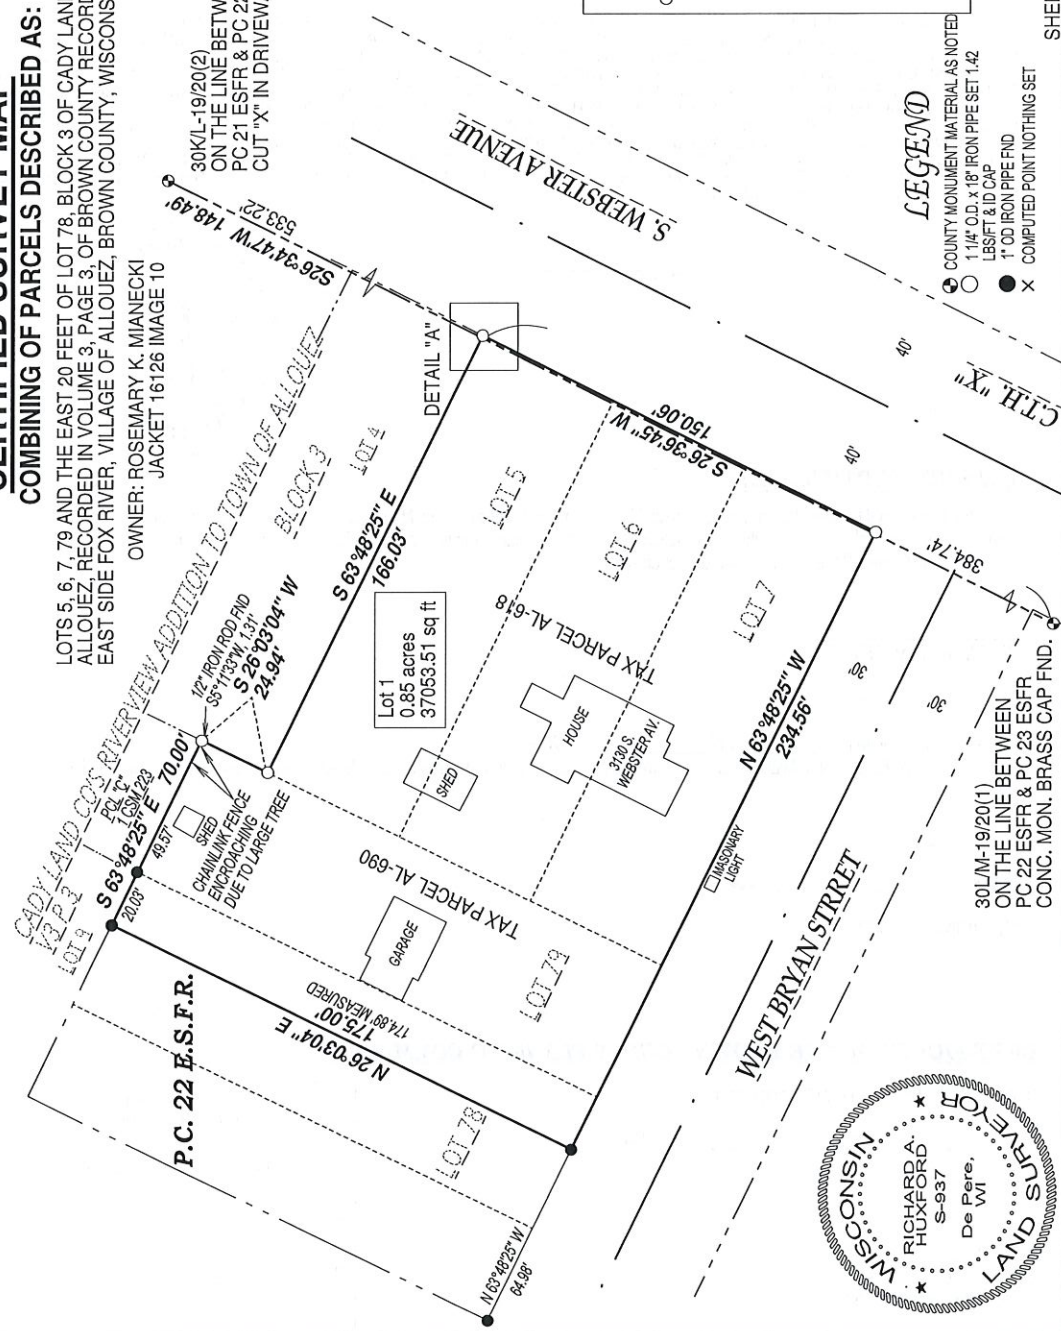 COMBINING OF PARCELS DESCRIBED AS:
LOTS 5, 6, 7, 79 AND THE EAST 20 FEET OF LOT 78, BLOCK 3 OF CADY LAN
ALLOUEZ, RECORDED IN VOLUME 3, PAGE 3, OF BROWN COUNTY RECORD
EAST SIDE FOX RIVER, VILLAGE OF ALLOUEZ, BROWN COUNTY, WISCONS
OWNER: ROSEMARY K. MIANECKI
JACKET 16126 IMAGE 10
30K/L-19/20(2)
ON THE LINE BETW
PC 21 ESFR & PC 22
CUT "X" IN DRIVEWA
S26°34'47"W 148.49'
533.22'
CADY LAND CO'S RIVERVIEW ADDITION TO TOWN OF ALLOUEZ
V3 P 3
LOT 9
PCL "C"
1 CSM 223
BLOCK 3
LOT 4
DETAIL "A"
S 63°48'25" E 70.00'
20.03'
49.57'
1/2" IRON ROD FND
S5°11'33"W, 1.31'
S 26°03'04" W
24.94'
S 63°48'25" E
166.03'
SHED
CHAINLINK FENCE
ENCROACHING
DUE TO LARGE TREE
Lot 1
0.85 acres
37053.51 sq ft
LOT 5
LOT 6
LOT 7
S 26°36'45" W
150.06'
TAX PARCEL AL-618
SHED
HOUSE
3130 S.
WEBSTER AV.
TAX PARCEL AL-690
GARAGE
LOT 79
174.89' MEASURED
175.00'
N 26°03'04" E
P.C. 22 E.S.F.R.
LOT 78
N 63°48'25" W
64.98'
N 63°48'25" W
234.56'
MASONARY
LIGHT
WEST BRYAN STRRET
30'
30'
384.74'
S. WEBSTER AVENUE
C.T.H. "X"
40'
40'
30L/M-19/20(1)
ON THE LINE BETWEEN
PC 22 ESFR & PC 23 ESFR
CONC. MON. BRASS CAP FND.
LEGEND
COUNTY MONUMENT MATERIAL AS NOTED
1 1/4" O.D. x 18" IRON PIPE SET 1.42
LBS/FT & ID CAP
1" OD IRON PIPE FND
X COMPUTED POINT NOTHING SET
SHE
WISCONSIN
RICHARD A.
HUXFORD
S-937
De Pere,
WI
LAND SURVEYOR